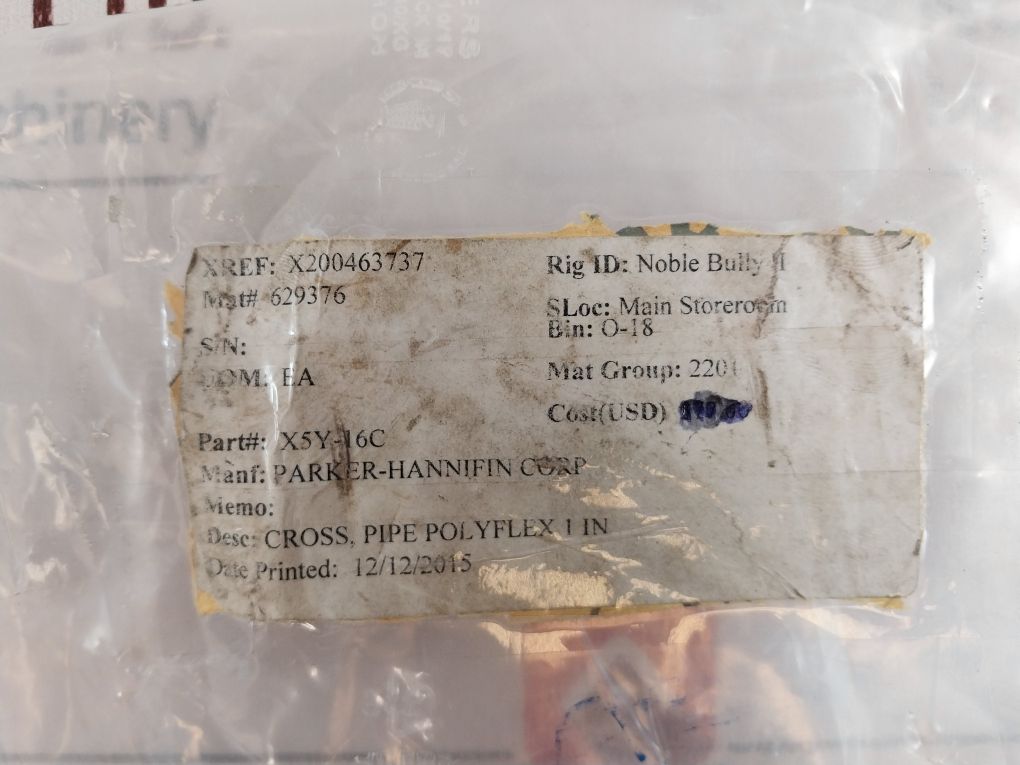 XREF: X200463737
Mat# 629376
S/N:
UOM: EA
Part#: X5Y-16C
Manf: PARKER-HANNIFIN CORP
Memo:
Desc: CROSS, PIPE POLYFLEX 1 IN
Date Printed: 12/12/2015
Rig ID: Noble Bully II
SLoc: Main Storeroom
Bin: O-18
Mat Group: 2201
Cost(USD)